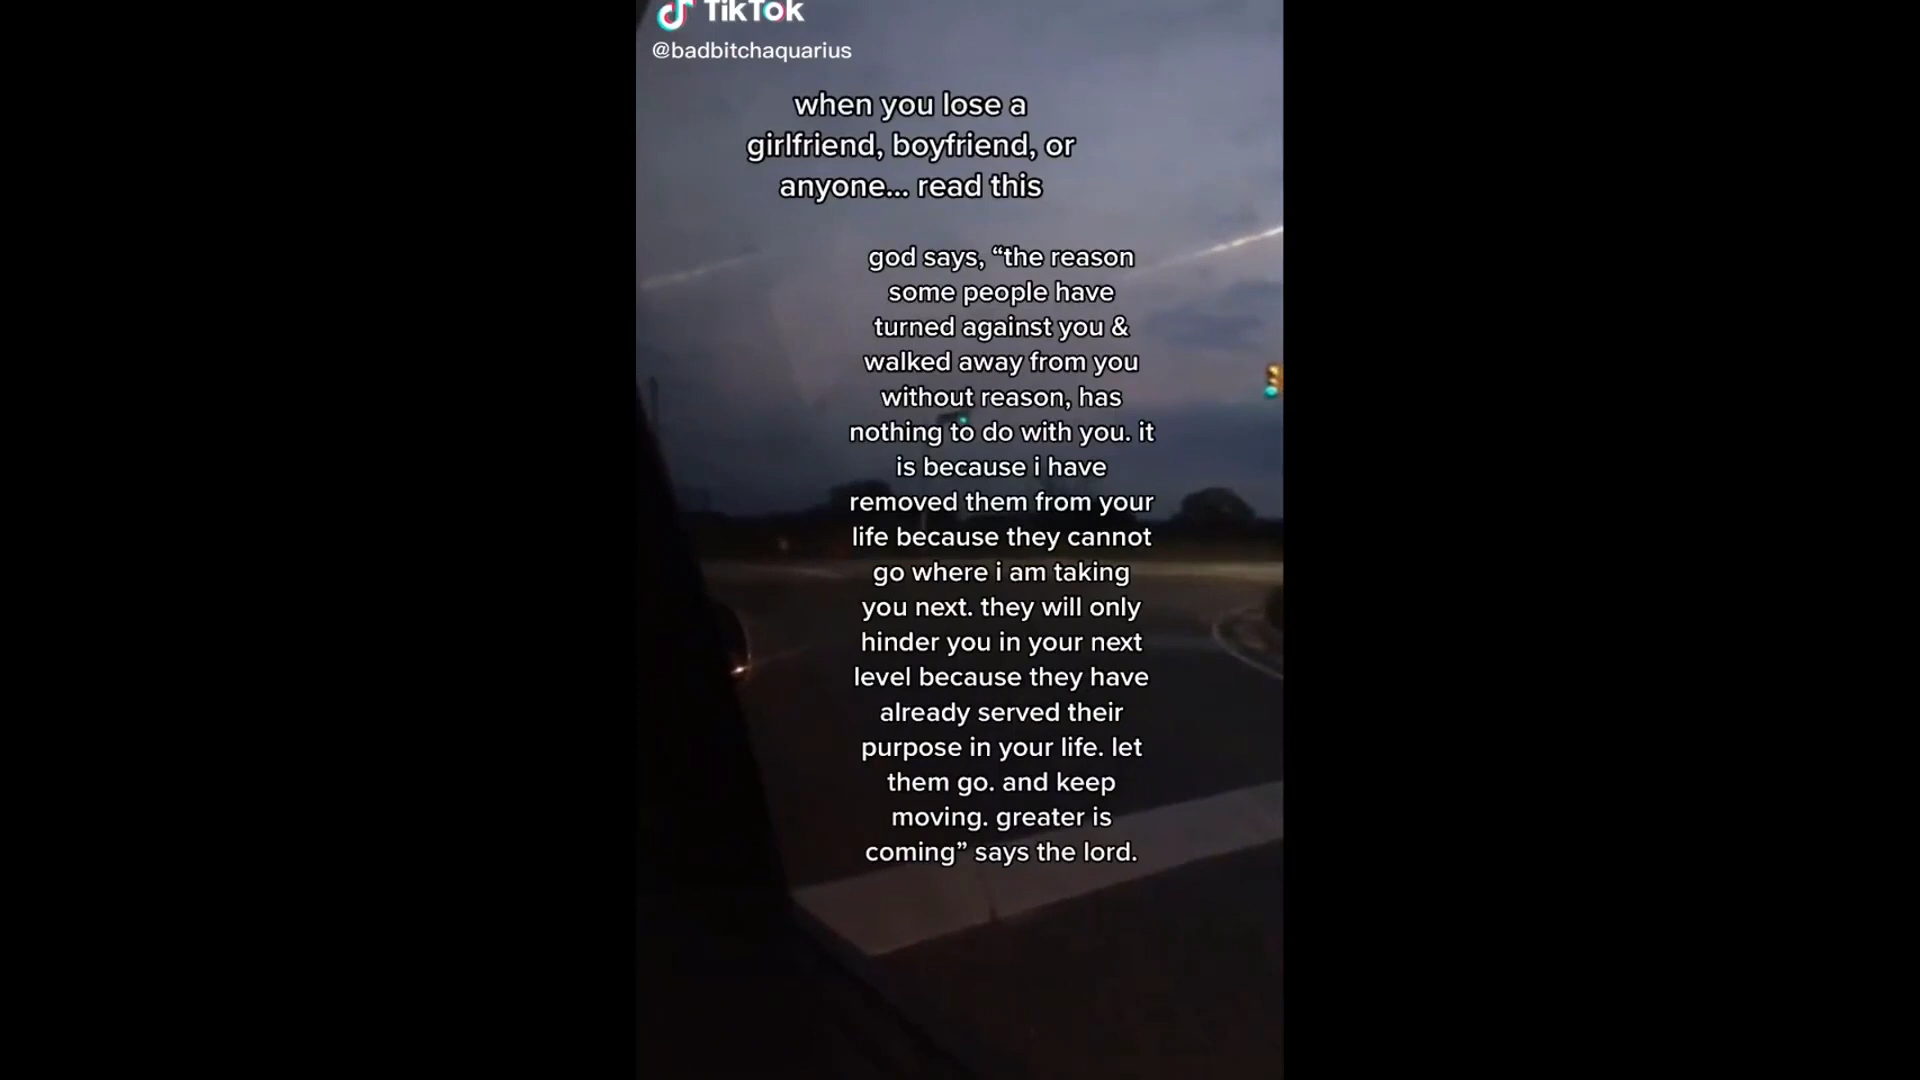 TikTok
@badbitchaquarius
when you lose a
girlfriend, boyfriend, or
anyone... read this
god says, “the reason
some people have
turned against you &
walked away from you
without reason, has
nothing to do with you. it
is because i have
removed them from your
life because they cannot
go where i am taking
you next. they will only
hinder you in your next
level because they have
already served their
purpose in your life. let
them go. and keep
moving. greater is
coming” says the lord.